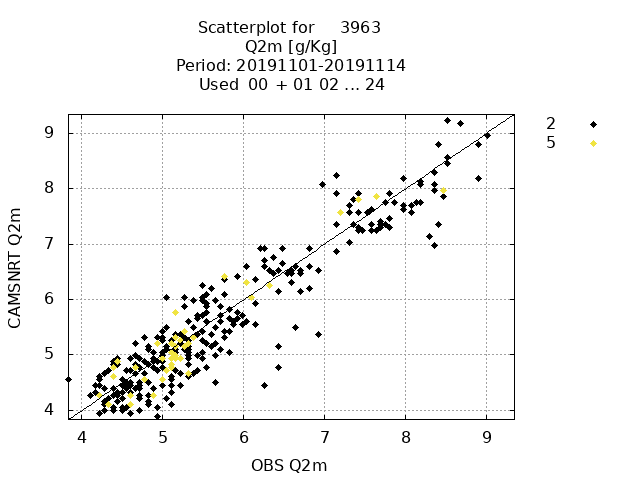 Scatterplot for 3963
Q2m [g/Kg]
Period: 20191101-20191114
Used 00 + 01 02 ... 24
2
5
CAMSNRT Q2m
9
8
7
6
5
4
4 5 6 7 8 9
OBS Q2m